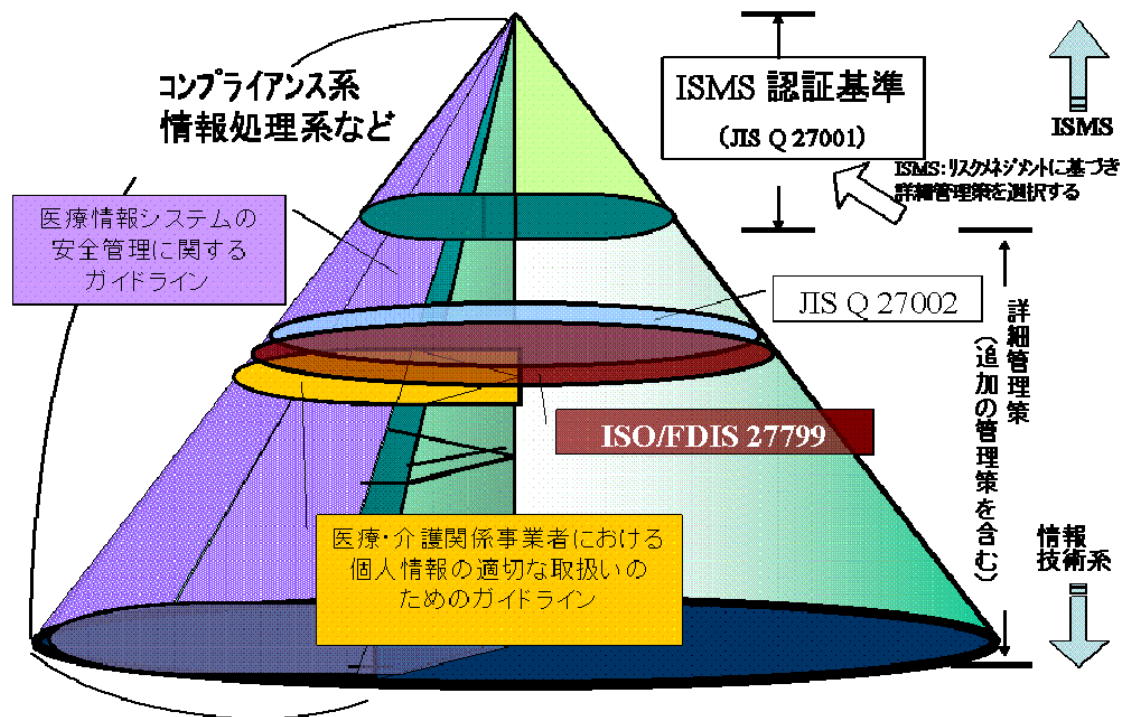 コンプライアンス系
情報処理系など
ISMS 認証基準
(JIS Q 27001)
ISMS
ISMS：リスクメネジメントに基づき
詳細管理策を選択する
医療情報システムの
安全管理に関する
ガイドライン
JIS Q 27002
詳細管理策
（追加の管理策を含む）
ISO/FDIS 27799
医療・介護関係事業者における
個人情報の適切な取扱いの
ためのガイドライン
情報
技術系